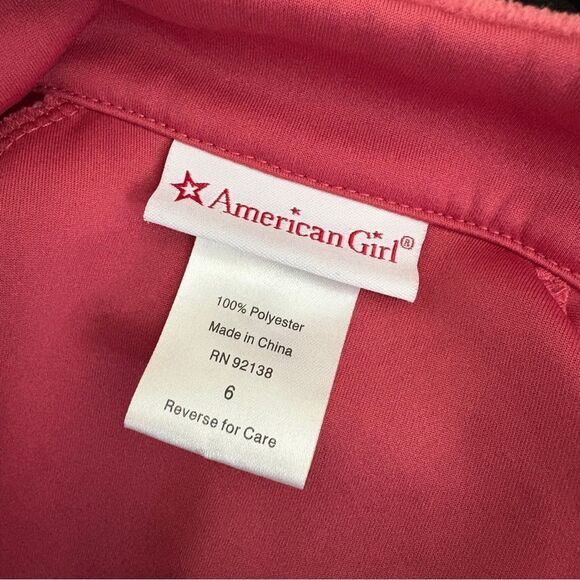 American Girl®
100% Polyester
Made in China
RN 92138
6
Reverse for Care